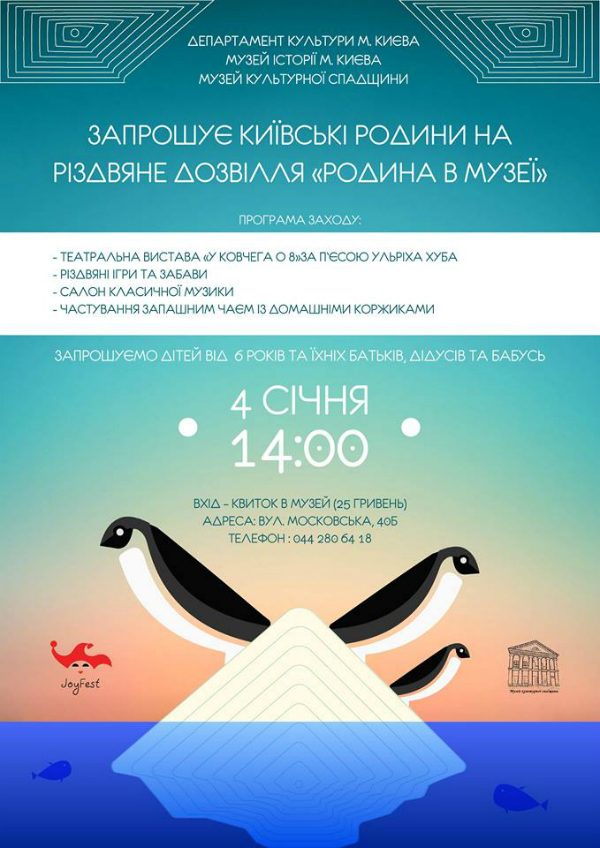 ДЕПАРТАМЕНТ КУЛЬТУРИ М. КИЄВА
МУЗЕЙ ІСТОРІЇ М. КИЄВА
МУЗЕЙ КУЛЬТУРНОЇ СПАДЩИНИ
ЗАПРОШУЄ КИЇВСЬКІ РОДИНИ НА
РІЗДВЯНЕ ДОЗВІЛЛЯ «РОДИНА В МУЗЕЇ»
ПРОГРАМА ЗАХОДУ:
- ТЕАТРАЛЬНА ВИСТАВА «У КОВЧЕГА О 8»ЗА П'ЄСОЮ УЛЬРІХА ХУБА
- РІЗДВЯНІ ІГРИ ТА ЗАБАВИ
- САЛОН КЛАСИЧНОЇ МУЗИКИ
- ЧАСТУВАННЯ ЗАПАШНИМ ЧАЄМ ІЗ ДОМАШНІМИ КОРЖИКАМИ
ЗАПРОШУЄМО ДІТЕЙ ВІД 6 РОКІВ ТА ЇХНІХ БАТЬКІВ, ДІДУСІВ ТА БАБУСЬ
4 СІЧНЯ
14:00
ВХІД – КВИТОК В МУЗЕЙ (25 ГРИВЕНЬ)
АДРЕСА: ВУЛ. МОСКОВСЬКА, 40Б
ТЕЛЕФОН : 044 280 64 18
JoyFest
Музей культурної спадщини